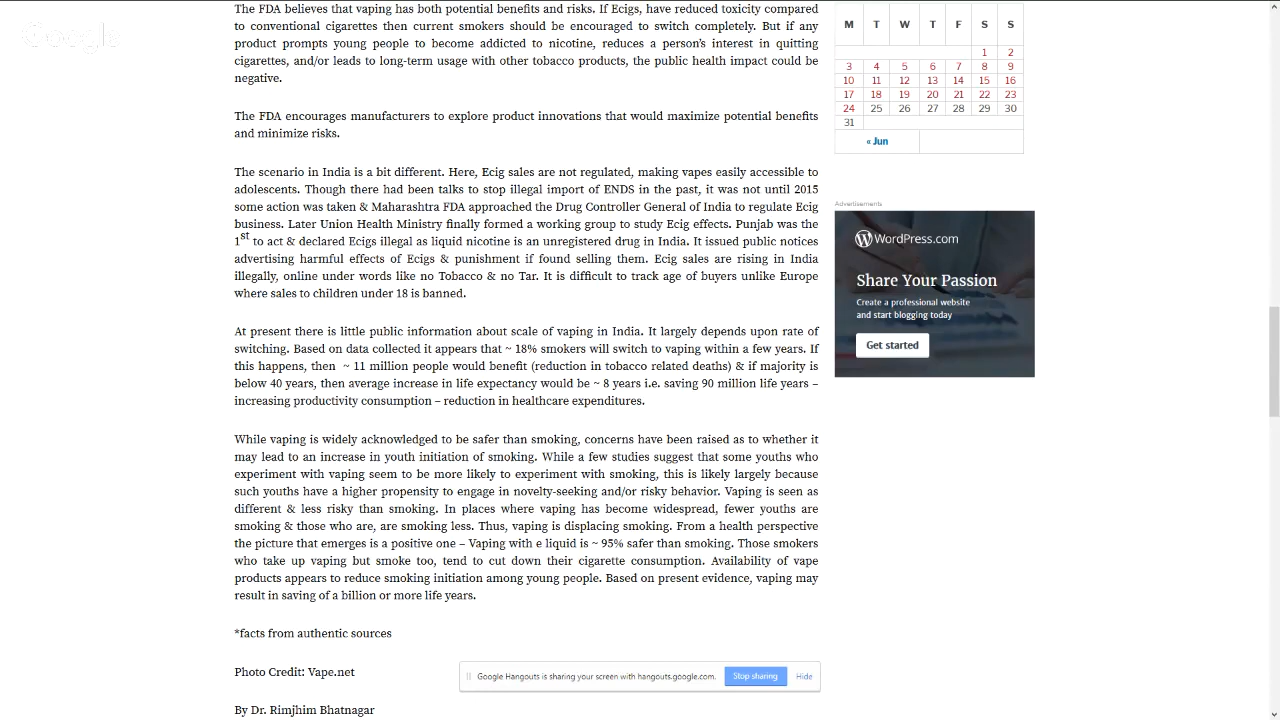 Google
The FDA believes that vaping has both potential benefits and risks. If Ecigs, have reduced toxicity compared
to conventional cigarettes then current smokers should be encouraged to switch completely. But if any
product prompts young people to become addicted to nicotine, reduces a person's interest in quitting
cigarettes, and/or leads to long-term usage with other tobacco products, the public health impact could be
negative.
The FDA encourages manufacturers to explore product innovations that would maximize potential benefits
and minimize risks.
The scenario in India is a bit different. Here, Ecig sales are not regulated, making vapes easily accessible to
adolescents. Though there had been talks to stop illegal import of ENDS in the past, it was not until 2015
some action was taken & Maharashtra FDA approached the Drug Controller General of India to regulate Ecig
business. Later Union Health Ministry finally formed a working group to study Ecig effects. Punjab was the
1st to act & declared Ecigs illegal as liquid nicotine is an unregistered drug in India. It issued public notices
advertising harmful effects of Ecigs & punishment if found selling them. Ecig sales are rising in India
illegally, online under words like no Tobacco & no Tar. It is difficult to track age of buyers unlike Europe
where sales to children under 18 is banned.
At present there is little public information about scale of vaping in India. It largely depends upon rate of
switching. Based on data collected it appears that ~ 18% smokers will switch to vaping within a few years. If
this happens, then ~ 11 million people would benefit (reduction in tobacco related deaths) & if majority is
below 40 years, then average increase in life expectancy would be ~ 8 years i.e. saving 90 million life years –
increasing productivity consumption – reduction in healthcare expenditures.
While vaping is widely acknowledged to be safer than smoking, concerns have been raised as to whether it
may lead to an increase in youth initiation of smoking. While a few studies suggest that some youths who
experiment with vaping seem to be more likely to experiment with smoking, this is likely largely because
such youths have a higher propensity to engage in novelty-seeking and/or risky behavior. Vaping is seen as
different & less risky than smoking. In places where vaping has become widespread, fewer youths are
smoking & those who are, are smoking less. Thus, vaping is displacing smoking. From a health perspective
the picture that emerges is a positive one – Vaping with e liquid is ~ 95% safer than smoking. Those smokers
who take up vaping but smoke too, tend to cut down their cigarette consumption. Availability of vape
products appears to reduce smoking initiation among young people. Based on present evidence, vaping may
result in saving of a billion or more life years.
*facts from authentic sources
Photo Credit: Vape.net
By Dr. Rimjhim Bhatnagar
M T W T F S S
1 2
3 4 5 6 7 8 9
10 11 12 13 14 15 16
17 18 19 20 21 22 23
24 25 26 27 28 29 30
31
« Jun
Advertisements
WordPress.com
Share Your Passion
Create a professional website
and start blogging today
Get started
Google Hangouts is sharing your screen with hangouts.google.com.
Stop sharing
Hide